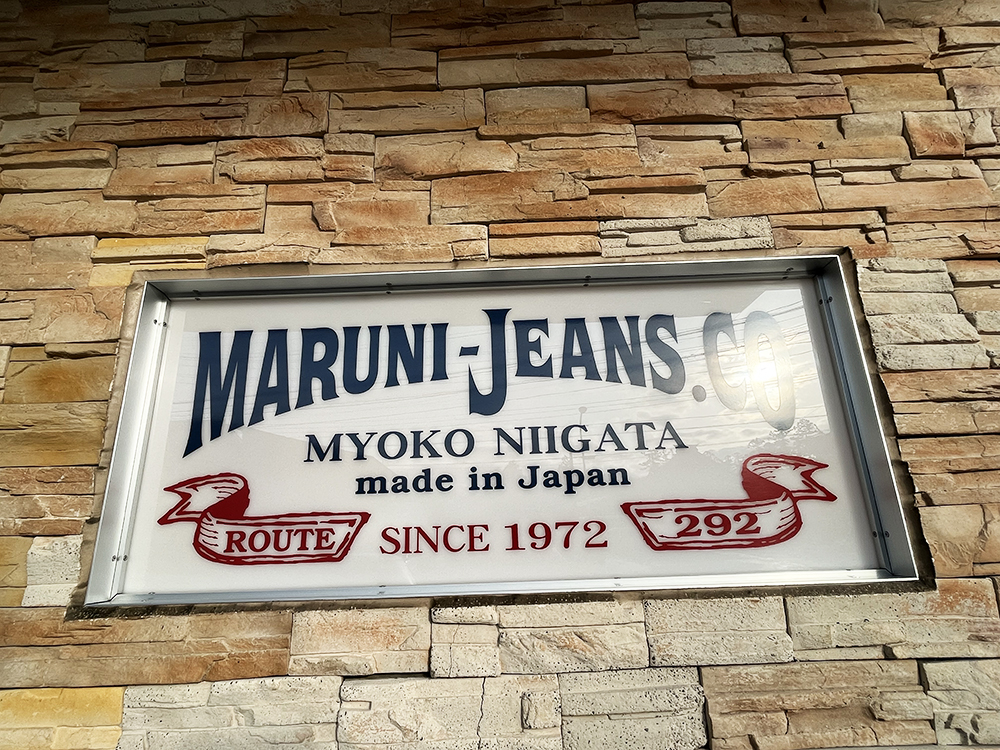 MARUNI-JEANS.CO
MYOKO NIIGATA
made in Japan
ROUTE SINCE 1972 292